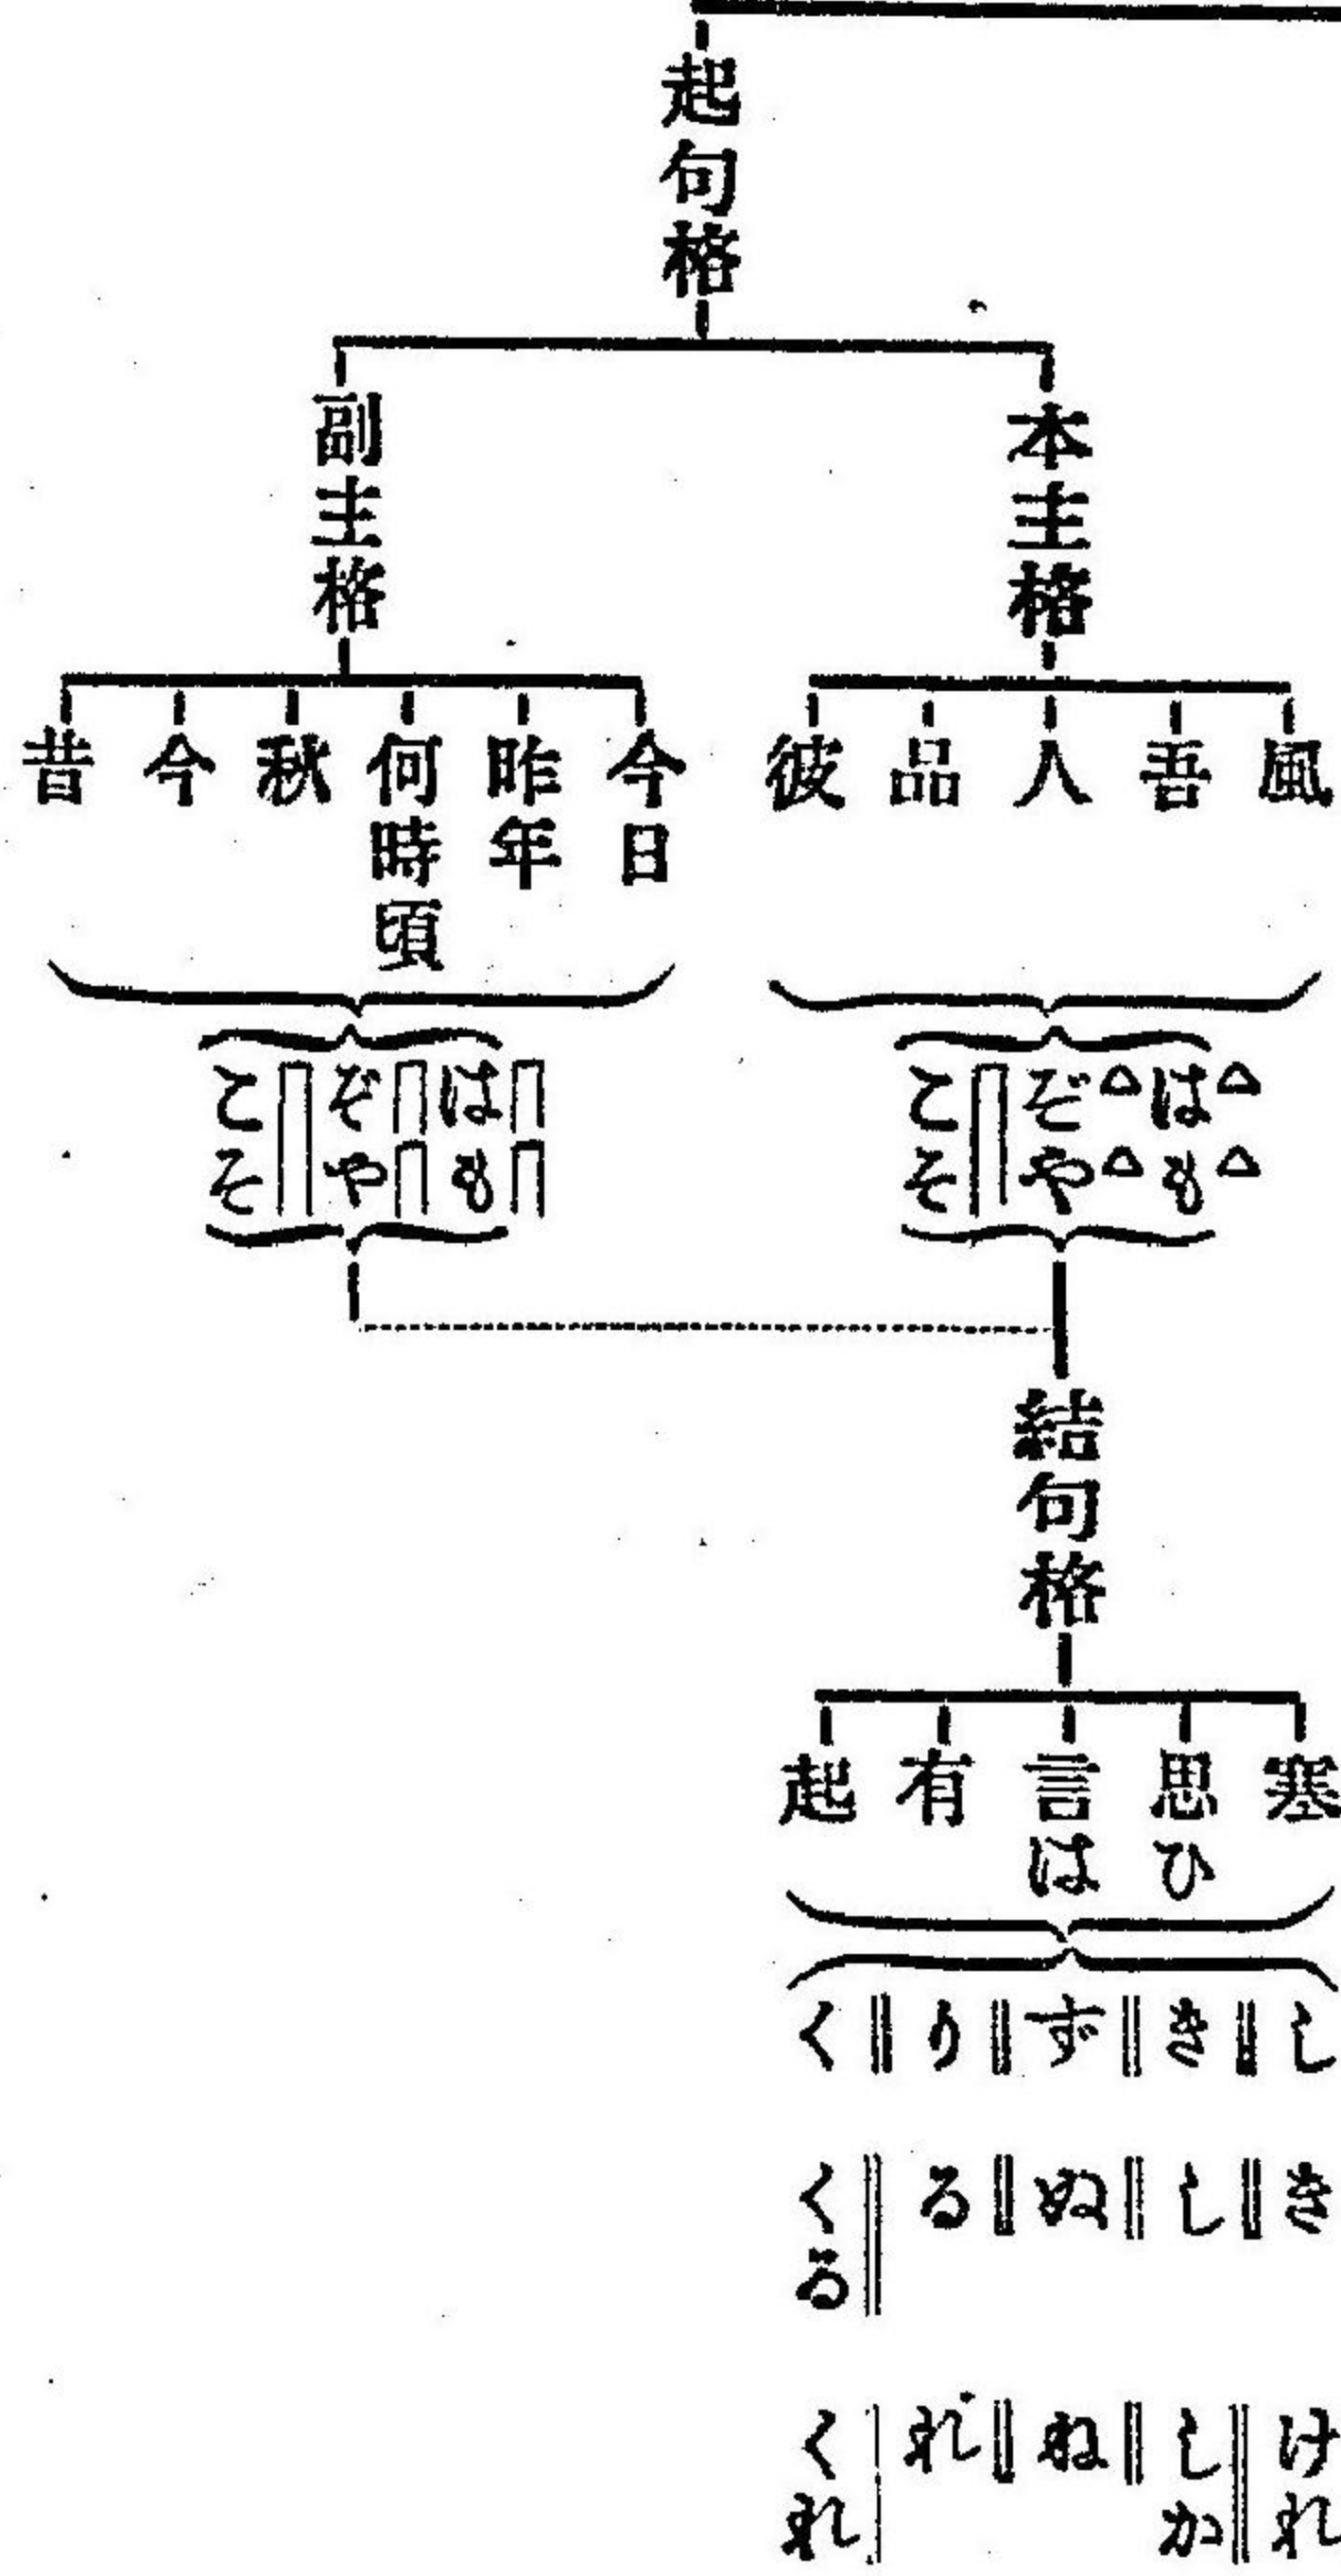 起句格
本主格
風
吾
人
品
彼
はも
ぞや
こそ
副主格
今日
昨年
何時頃
秋
今
昔
はも
ぞや
こそ
結句格
塞
思ひ
言は
有
起
し
き
ず
り
く
き
し
ぬ
る
くる
けれ
しか
ね
れ
くれ